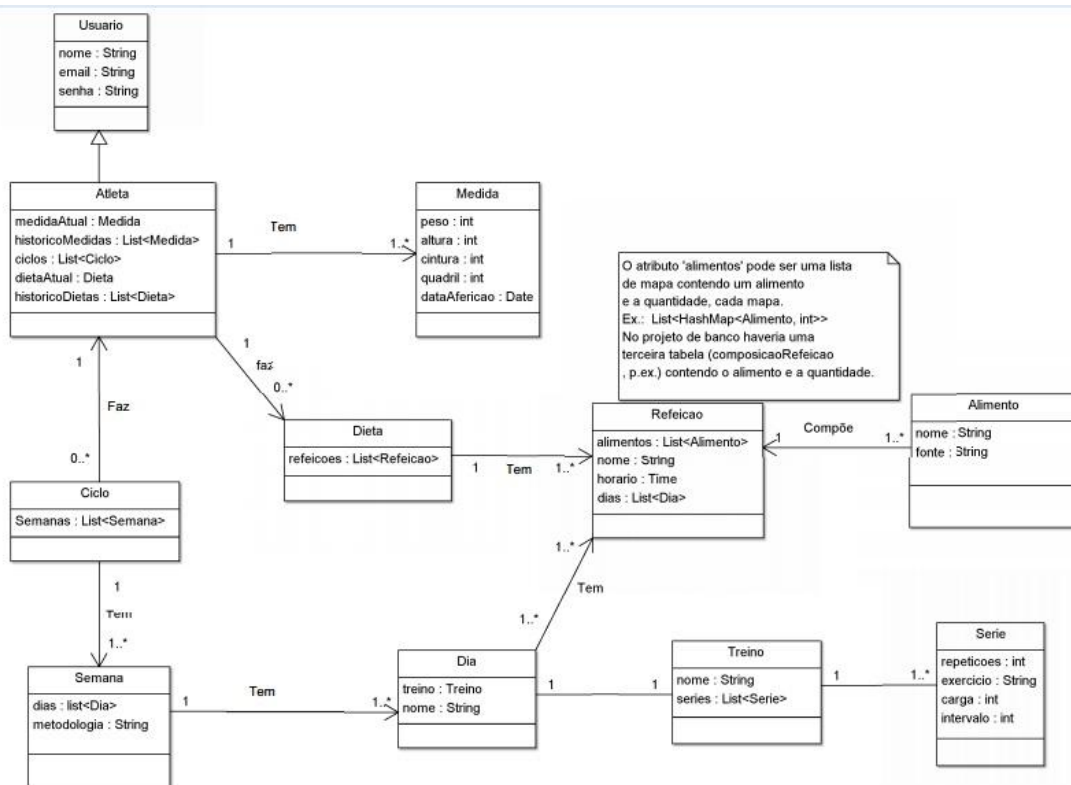 Usuario
nome : String
email : String
senha : String
Atleta
medidaAtual : Medida
historicoMedidas : List<Medida>
ciclos : List<Ciclo>
dietaAtual : Dieta
historicoDietas : List<Dieta>
1
Tem
1..*
Medida
peso : int
altura : int
cintura : int
quadril : int
dataAfericao : Date
O atributo 'alimentos' pode ser uma lista
de mapa contendo um alimento
e a quantidade, cada mapa.
Ex.: List<HashMap<Alimento, int>>
No projeto de banco haveria uma
terceira tabela (composicaoRefeicao
, p.ex.) contendo o alimento e a quantidade.
1
faz
0..*
1
Faz
0..*
Dieta
refeicoes : List<Refeicao>
1
Tem
1..*
Refeicao
alimentos : List<Alimento>
nome : String
horario : Time
dias : List<Dia>
1
Compõe
1..*
Alimento
nome : String
fonte : String
Ciclo
Semanas : List<Semana>
1
Tem
1..*
1..*
Tem
1..*
Semana
dias : list<Dia>
metodologia : String
1
Tem
1..*
Dia
treino : Treino
nome : String
1
1
Treino
nome : String
series : List<Serie>
1
1..*
Serie
repeticoes : int
exercicio : String
carga : int
intervalo : int